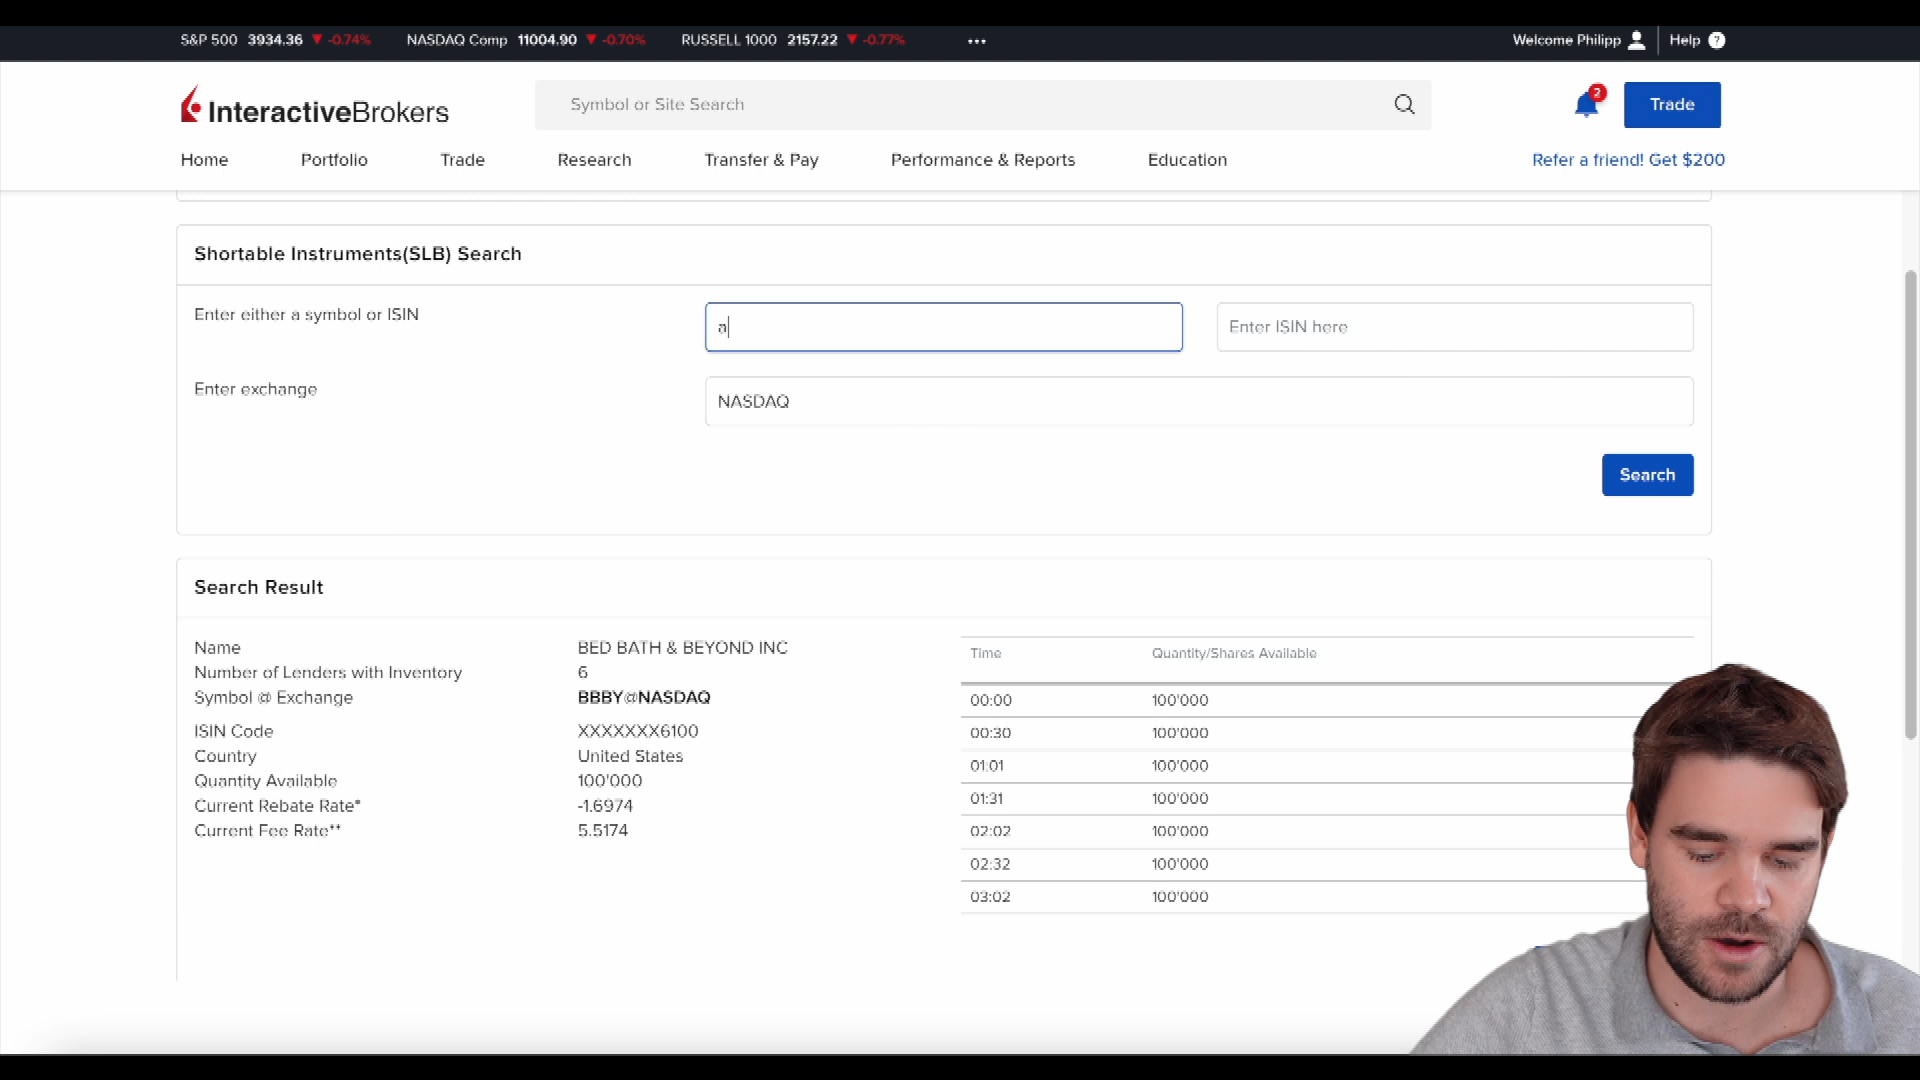 S&P 500 3934.36 ▼ -0.74% NASDAQ Comp 11004.90 ▼ -0.70% RUSSELL 1000 2157.22 ▼ -0.77% ••• Welcome Philipp Help ?
InteractiveBrokers Symbol or Site Search 2 Trade
Home Portfolio Trade Research Transfer & Pay Performance & Reports Education Refer a friend! Get $200
Shortable Instruments(SLB) Search
Enter either a symbol or ISIN a Enter ISIN here
Enter exchange NASDAQ
Search
Search Result
Name BED BATH & BEYOND INC
Number of Lenders with Inventory 6
Symbol @ Exchange BBBY@NASDAQ
ISIN Code XXXXXXX6100
Country United States
Quantity Available 100'000
Current Rebate Rate* -1.6974
Current Fee Rate** 5.5174
Time Quantity/Shares Available
00:00 100'000
00:30 100'000
01:01 100'000
01:31 100'000
02:02 100'000
02:32 100'000
03:02 100'000